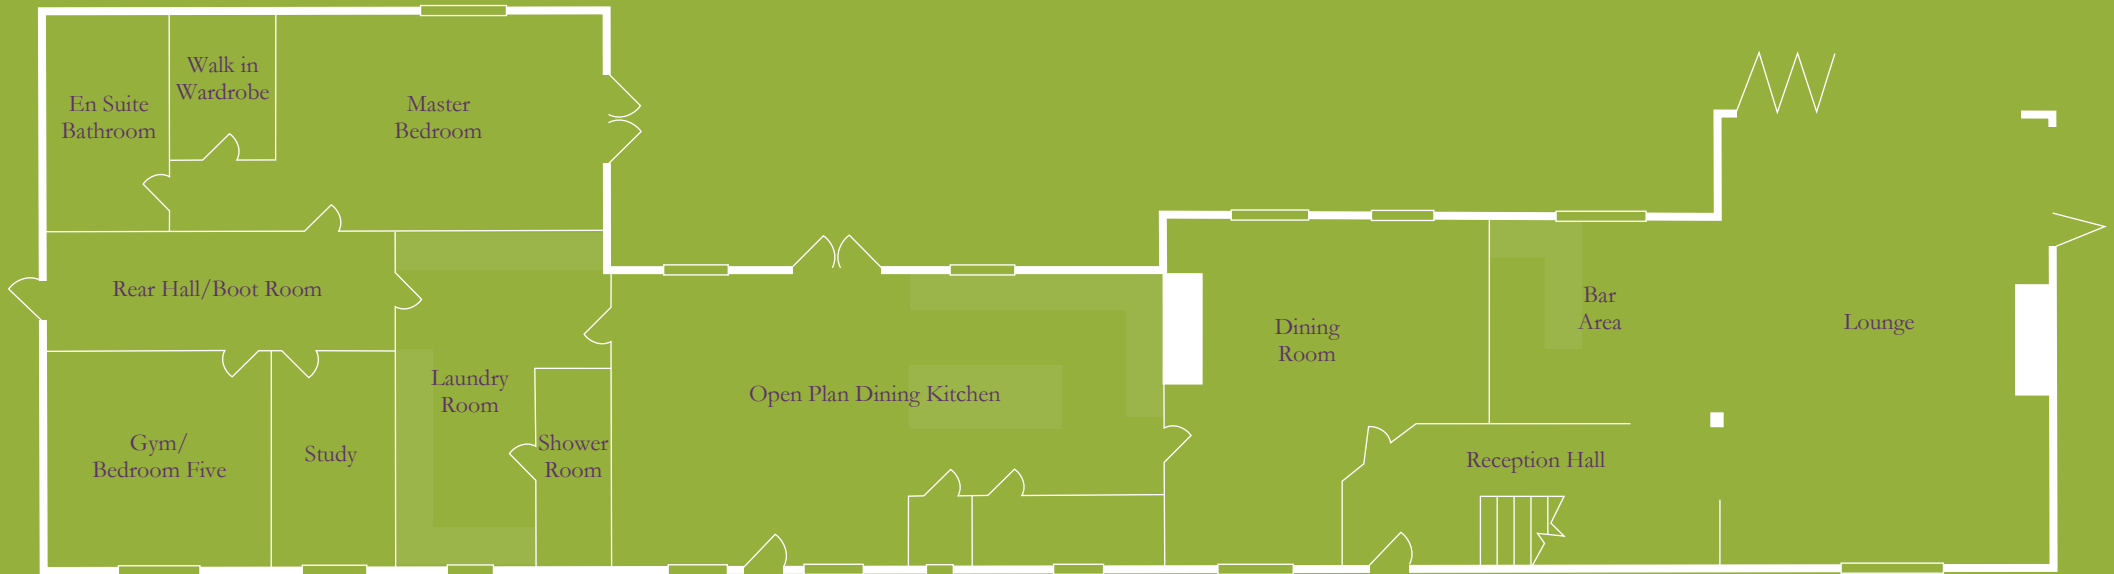 Walk in
Wardrobe
En Suite
Bathroom
Master
Bedroom
Rear Hall/Boot Room
Bar
Area
Lounge
Dining
Room
Laundry
Room
Open Plan Dining Kitchen
Gym/
Bedroom Five
Study
Shower
Room
Reception Hall